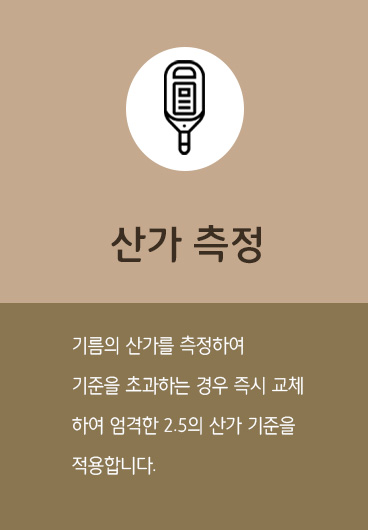 산가 측정
기름의 산가를 측정하여
기준을 초과하는 경우 즉시 교체
하여 엄격한 2.5의 산가 기준을
적용합니다.